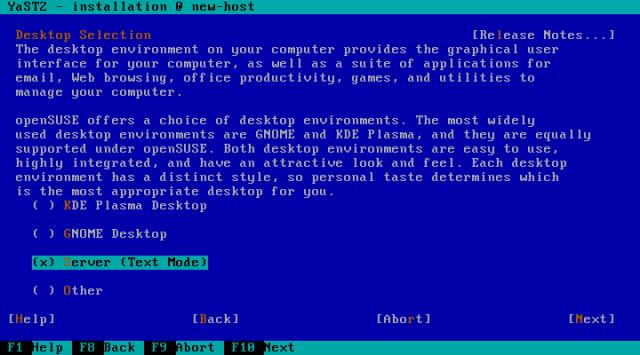 YaST2 - installation @ new-host
Desktop Selection [Release Notes...]
The desktop environment on your computer provides the graphical user
interface for your computer, as well as a suite of applications for
email, Web browsing, office productivity, games, and utilities to
manage your computer.
openSUSE offers a choice of desktop environments. The most widely
used desktop environments are GNOME and KDE Plasma, and they are equally
supported under openSUSE. Both desktop environments are easy to use,
highly integrated, and have an attractive look and feel. Each desktop
environment has a distinct style, so personal taste determines which
is the most appropriate desktop for you.
( ) KDE Plasma Desktop
( ) GNOME Desktop
(x) Server (Text Mode)
( ) Other
[Help] [Back] [Abort] [Next]
F1 Help F8 Back F9 Abort F10 Next